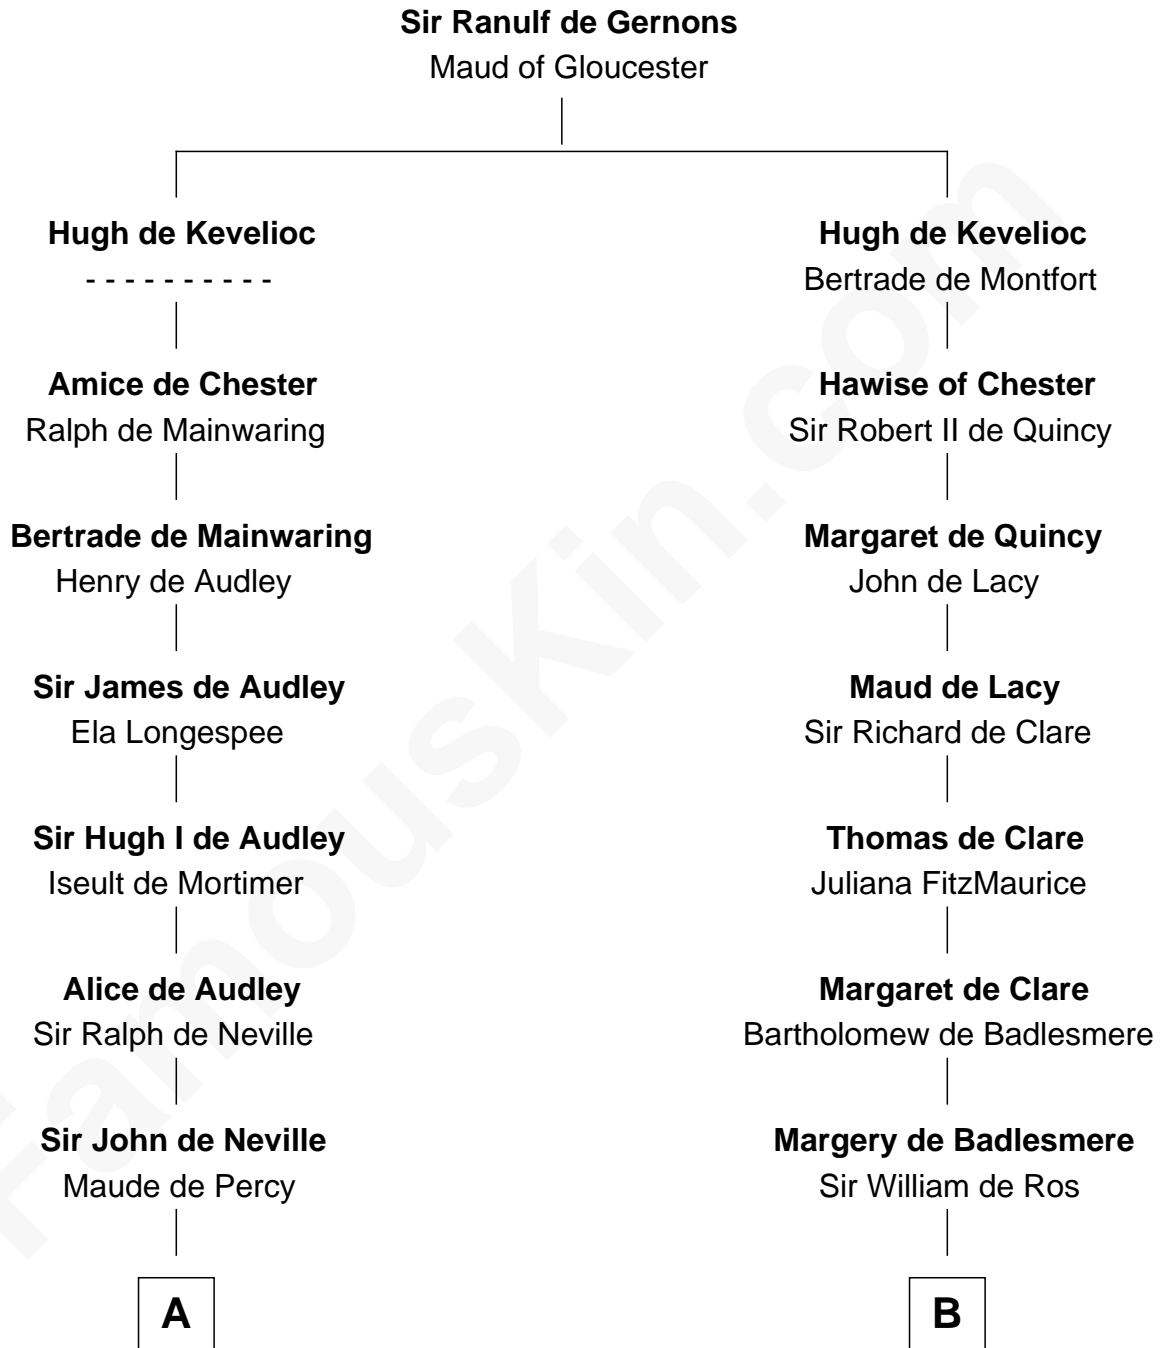 Sir Ranulf de Gernons
Maud of Gloucester
Hugh de Kevelioc
- - - - - - - - - -
Amice de Chester
Ralph de Mainwaring
Bertrade de Mainwaring
Henry de Audley
Sir James de Audley
Ela Longespee
Sir Hugh I de Audley
Iseult de Mortimer
Alice de Audley
Sir Ralph de Neville
Sir John de Neville
Maude de Percy
A
Hugh de Kevelioc
Bertrade de Montfort
Hawise of Chester
Sir Robert II de Quincy
Margaret de Quincy
John de Lacy
Maud de Lacy
Sir Richard de Clare
Thomas de Clare
Juliana FitzMaurice
Margaret de Clare
Bartholomew de Badlesmere
Margery de Badlesmere
Sir William de Ros
B
FamousKin.com